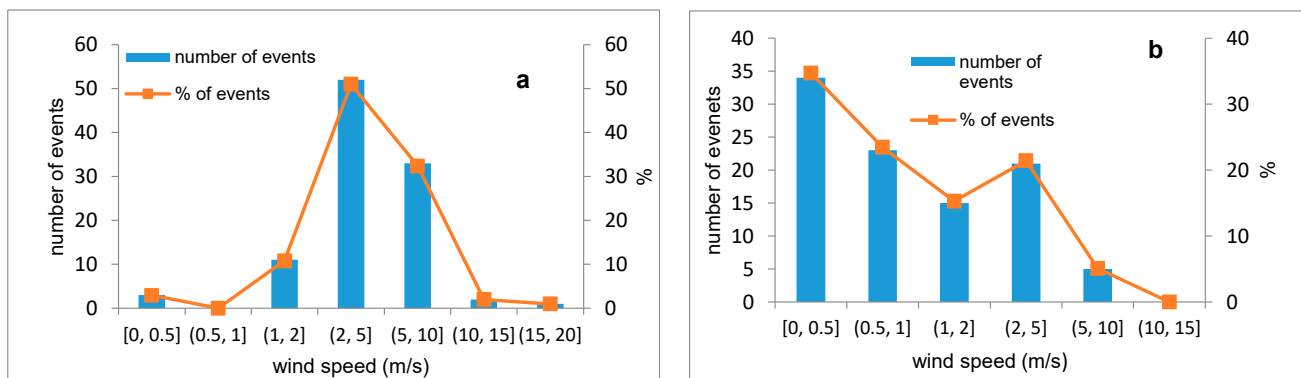 60
50
40
30
20
10
0
number of events
number of events
% of events
a
60
50
40
30
20
10
0
%
[0, 0.5] (0.5, 1] (1, 2] (2, 5] (5, 10] (10, 15] (15, 20]
wind speed (m/s)
40
35
30
25
20
15
10
5
0
number of evenets
number of
events
% of events
b
40
30
20
10
0
%
[0, 0.5] (0.5, 1] (1, 2] (2, 5] (5, 10] (10, 15]
wind speed (m/s)